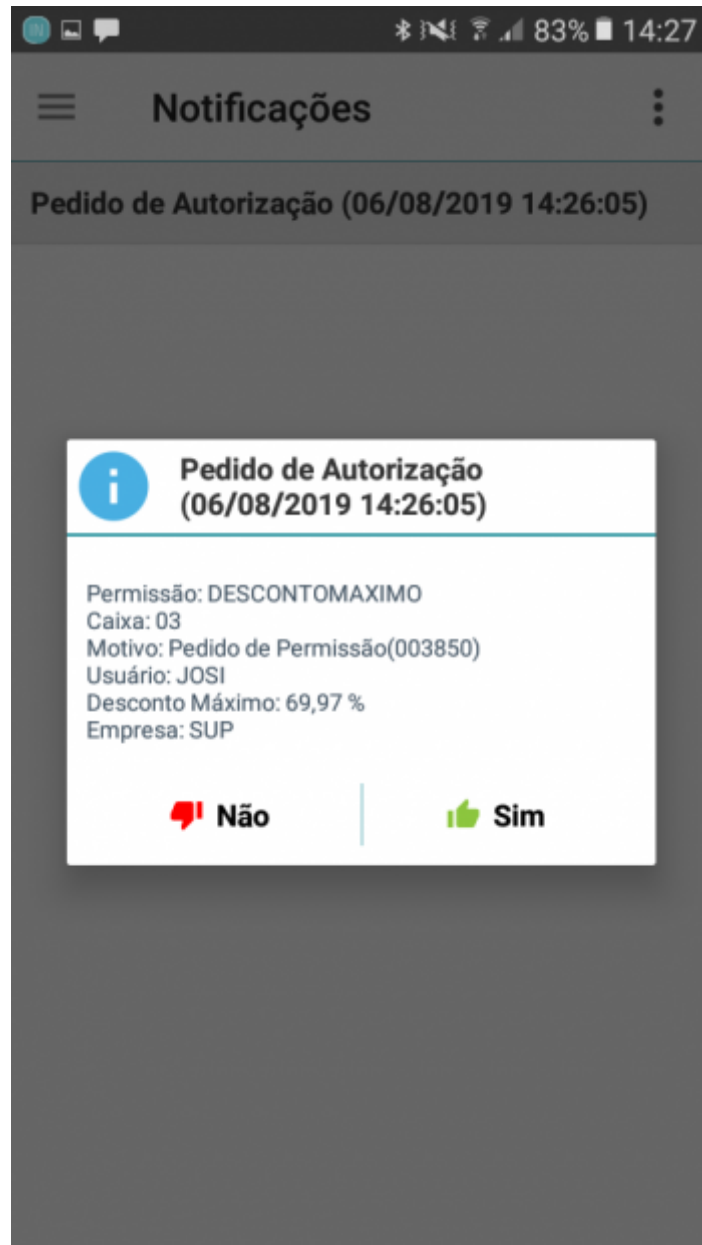 IN 83% 14:27
Notificações
Pedido de Autorização (06/08/2019 14:26:05)
Pedido de Autorização
(06/08/2019 14:26:05)
Permissão: DESCONTOMAXIMO
Caixa: 03
Motivo: Pedido de Permissão(003850)
Usuário: JOSI
Desconto Máximo: 69,97 %
Empresa: SUP
Não Sim